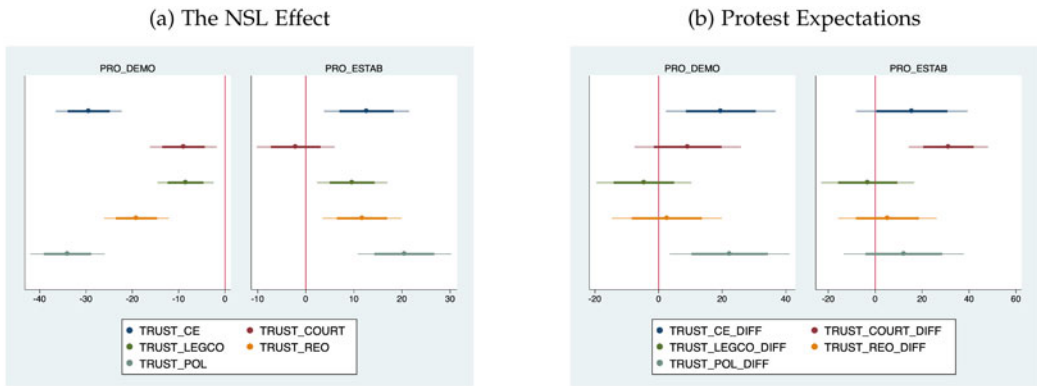 (a) The NSL Effect
PRO_DEMO PRO_ESTAB
-40 -30 -20 -10 0 -10 0 10 20 30
TRUST_CE TRUST_COURT
TRUST_LEGCO TRUST_REO
TRUST_POL
(b) Protest Expectations
PRO_DEMO PRO_ESTAB
-20 0 20 40 -20 0 20 40 60
TRUST_CE_DIFF TRUST_COURT_DIFF
TRUST_LEGCO_DIFF TRUST_REO_DIFF
TRUST_POL_DIFF